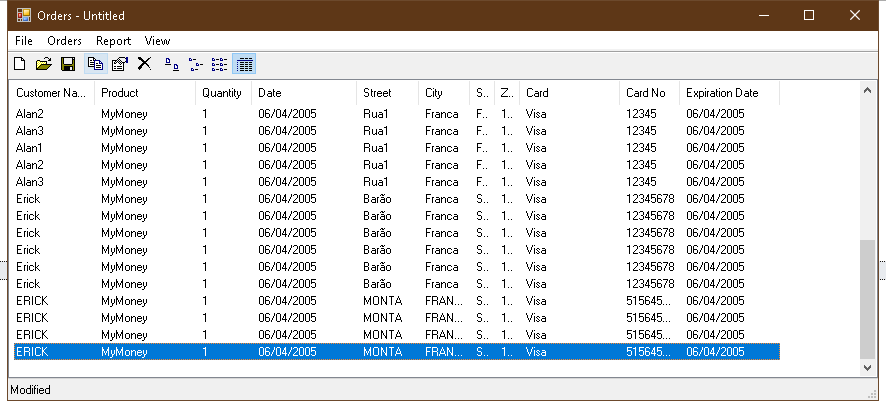 Orders - Untitled
File Orders Report View
Customer Na... Product Quantity Date Street City S.. Z.. Card Card No Expiration Date
Alan2 MyMoney 1 06/04/2005 Rua1 Franca F.. 1.. Visa 12345 06/04/2005
Alan3 MyMoney 1 06/04/2005 Rua1 Franca F.. 1.. Visa 12345 06/04/2005
Alan1 MyMoney 1 06/04/2005 Rua1 Franca F.. 1.. Visa 12345 06/04/2005
Alan2 MyMoney 1 06/04/2005 Rua1 Franca F.. 1.. Visa 12345 06/04/2005
Alan3 MyMoney 1 06/04/2005 Rua1 Franca F.. 1.. Visa 12345 06/04/2005
Erick MyMoney 1 06/04/2005 Barão Franca S.. 1.. Visa 12345678 06/04/2005
Erick MyMoney 1 06/04/2005 Barão Franca S.. 1.. Visa 12345678 06/04/2005
Erick MyMoney 1 06/04/2005 Barão Franca S.. 1.. Visa 12345678 06/04/2005
Erick MyMoney 1 06/04/2005 Barão Franca S.. 1.. Visa 12345678 06/04/2005
Erick MyMoney 1 06/04/2005 Barão Franca S.. 1.. Visa 12345678 06/04/2005
Erick MyMoney 1 06/04/2005 Barão Franca S.. 1.. Visa 12345678 06/04/2005
ERICK MyMoney 1 06/04/2005 MONTA FRAN... S.. 1.. Visa 515645... 06/04/2005
ERICK MyMoney 1 06/04/2005 MONTA FRAN... S.. 1.. Visa 515645... 06/04/2005
ERICK MyMoney 1 06/04/2005 MONTA FRAN... S.. 1.. Visa 515645... 06/04/2005
ERICK MyMoney 1 06/04/2005 MONTA FRAN... S.. 1.. Visa 515645... 06/04/2005
Modified